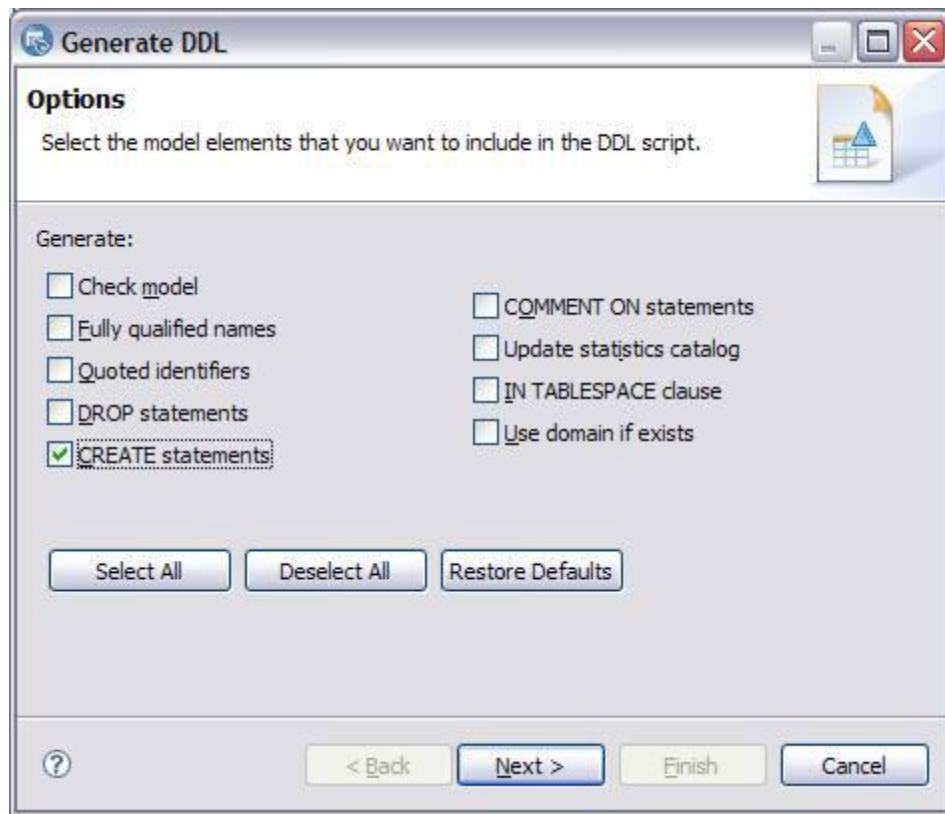 Generate DDL
Options
Select the model elements that you want to include in the DDL script.
Generate:
Check model
Fully qualified names
Quoted identifiers
DROP statements
CREATE statements
COMMENT ON statements
Update statistics catalog
IN TABLESPACE clause
Use domain if exists
Select All
Deselect All
Restore Defaults
?
< Back
Next >
Finish
Cancel